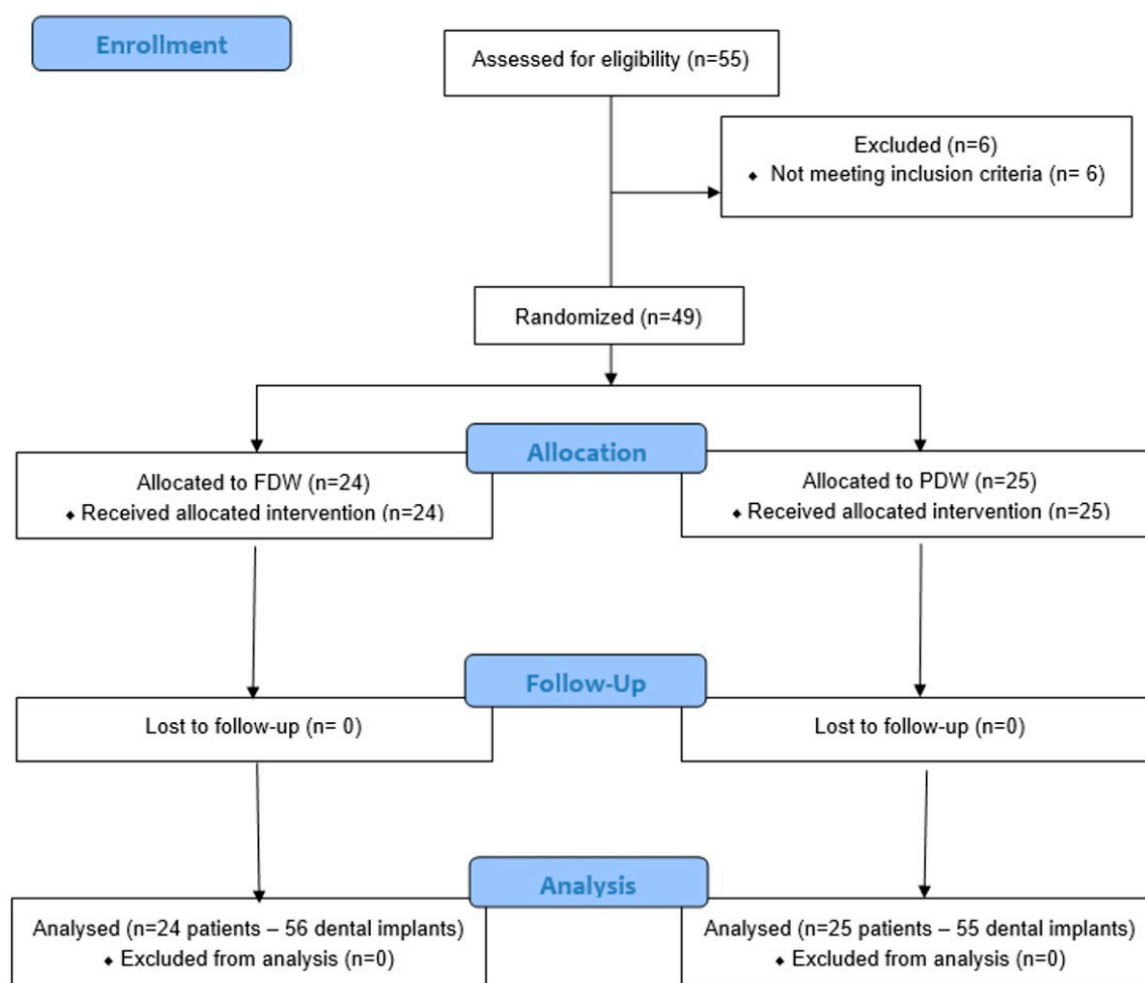 Enrollment
Assessed for eligibility (n=55)
Excluded (n=6)
⬥ Not meeting inclusion criteria (n= 6)
Randomized (n=49)
Allocation
Allocated to FDW (n=24)
⬥ Received allocated intervention (n=24)
Allocated to PDW (n=25)
⬥ Received allocated intervention (n=25)
Follow-Up
Lost to follow-up (n= 0)
Lost to follow-up (n=0)
Analysis
Analysed (n=24 patients – 56 dental implants)
⬥ Excluded from analysis (n=0)
Analysed (n=25 patients – 55 dental implants)
⬥ Excluded from analysis (n=0)